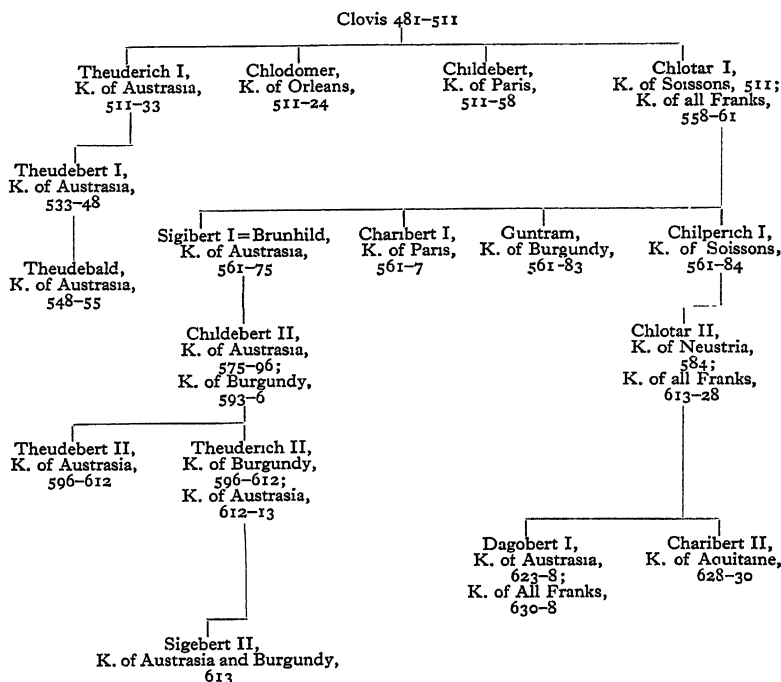 Clovis 481–511
Theuderich I,
K. of Austrasia,
511–33
Chlodomer,
K. of Orleans,
511–24
Childebert,
K. of Paris,
511–58
Chlotar I,
K. of Soissons, 511;
K. of all Franks,
558–61
Theudebert I,
K. of Austrasia,
533–48
Theudebald,
K. of Austrasia,
548–55
Sigibert I=Brunhild,
K. of Austrasia,
561–75
Charibert I,
K. of Paris,
561–7
Guntram,
K. of Burgundy,
561–83
Chilperich I,
K. of Soissons,
561–84
Childebert II,
K. of Austrasia,
575–96;
K. of Burgundy,
593–6
Chlotar II,
K. of Neustria,
584;
K. of all Franks,
613–28
Theudebert II,
K. of Austrasia,
596–612
Theuderich II,
K. of Burgundy,
596–612;
K. of Austrasia,
612–13
Dagobert I,
K. of Austrasia,
623–8;
K. of All Franks,
630–8
Charibert II,
K. of Aquitaine,
628–30
Sigebert II,
K. of Austrasia and Burgundy,
613